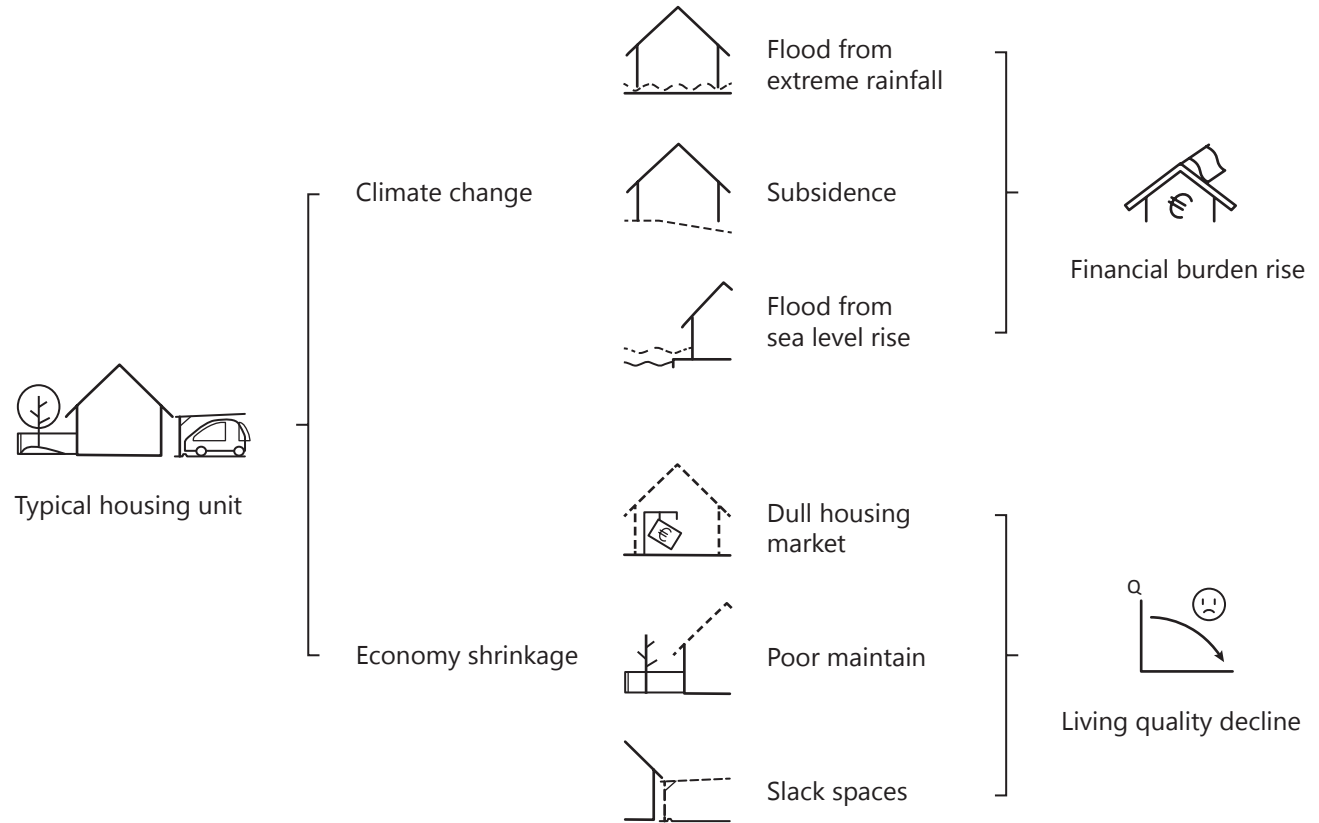 Flood from
extreme rainfall
Climate change
Subsidence
€
Financial burden rise
Flood from
sea level rise
Typical housing unit
€
Dull housing
market
Q
Economy shrinkage
Poor maintain
Living quality decline
Slack spaces